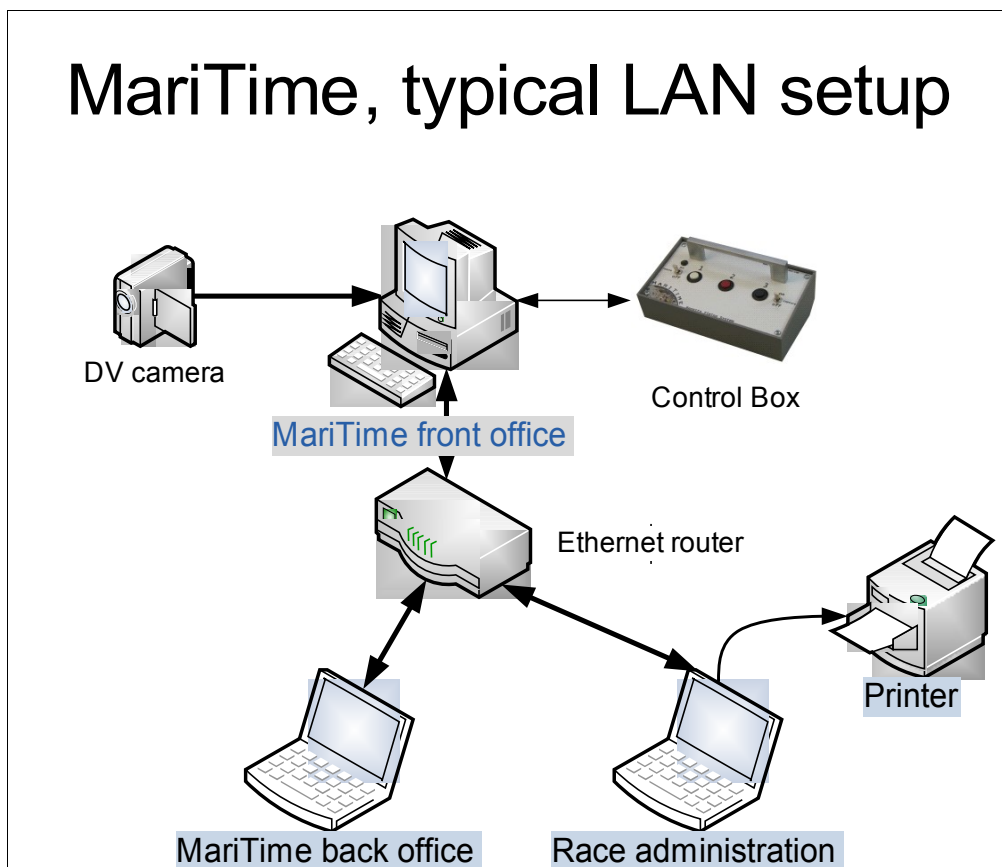 MariTime, typical LAN setup
DV camera
Control Box
MariTime front office
Ethernet router
Printer
MariTime back office
Race administration